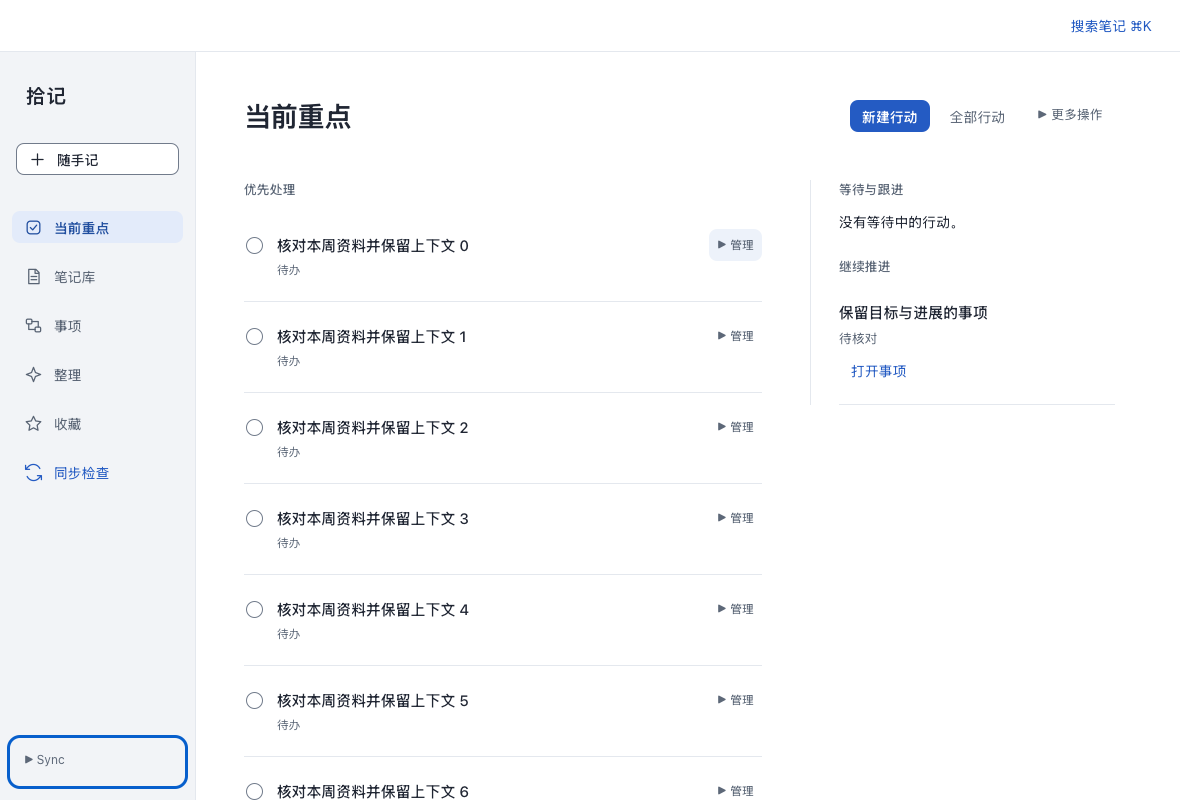 搜索笔记 ⌘K
拾记
随手记
当前重点
笔记库
事项
整理
收藏
同步检查
▶ Sync
当前重点
新建行动
全部行动
▶ 更多操作
优先处理
核对本周资料并保留上下文 0
▶ 管理
待办
核对本周资料并保留上下文 1
▶ 管理
待办
核对本周资料并保留上下文 2
▶ 管理
待办
核对本周资料并保留上下文 3
▶ 管理
待办
核对本周资料并保留上下文 4
▶ 管理
待办
核对本周资料并保留上下文 5
▶ 管理
待办
核对本周资料并保留上下文 6
▶ 管理
等待与跟进
没有等待中的行动。
继续推进
保留目标与进展的事项
待核对
打开事项